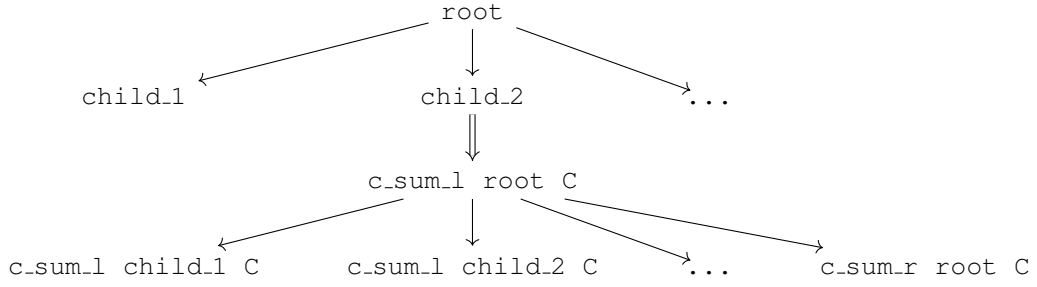 root
child_1 child_2 ...
c_sum_l root C
c_sum_l child_1 C c_sum_l child_2 C ... c_sum_r root C